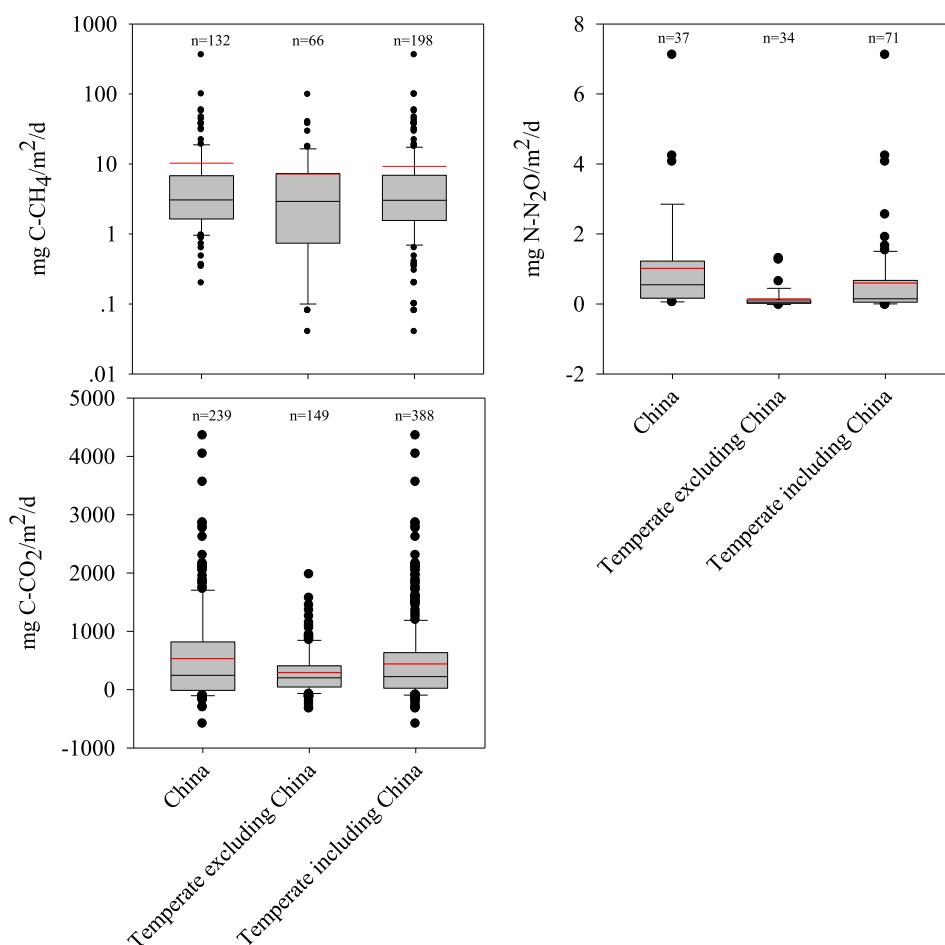 mg C-CH4/m2/d
1000
100
10
1
.1
.01
n=132
n=66
n=198
mg N-N2O/m2/d
8
6
4
2
0
-2
n=37
n=34
n=71
China
Temperate excluding China
Temperate including China
mg C-CO2/m2/d
5000
4000
3000
2000
1000
0
-1000
n=239
n=149
n=388
China
Temperate excluding China
Temperate including China